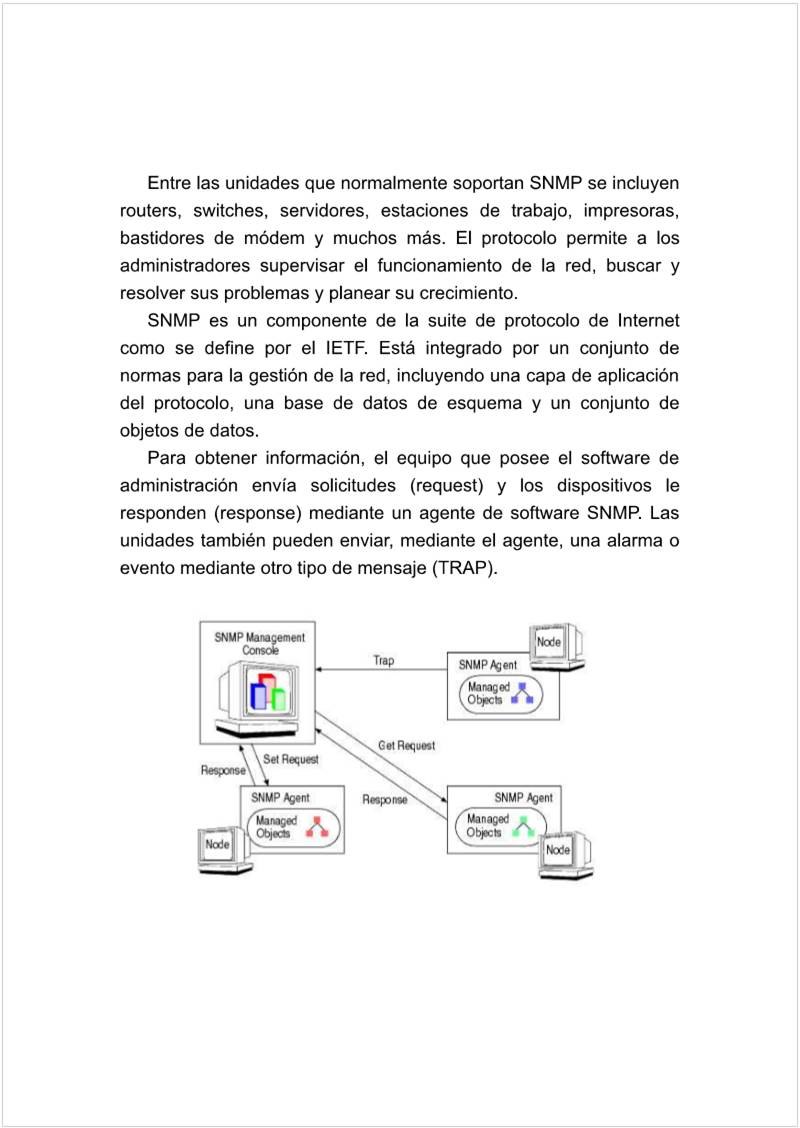 Entre las unidades que normalmente soportan SNMP se incluyen
routers, switches, servidores, estaciones de trabajo, impresoras,
bastidores de módem y muchos más. El protocolo permite a los
administradores supervisar el funcionamiento de la red, buscar y
resolver sus problemas y planear su crecimiento.
SNMP es un componente de la suite de protocolo de Internet
como se define por el IETF. Está integrado por un conjunto de
normas para la gestión de la red, incluyendo una capa de aplicación
del protocolo, una base de datos de esquema y un conjunto de
objetos de datos.
Para obtener información, el equipo que posee el software de
administración envía solicitudes (request) y los dispositivos le
responden (response) mediante un agente de software SNMP. Las
unidades también pueden enviar, mediante el agente, una alarma o
evento mediante otro tipo de mensaje (TRAP).
SNMP Management
Console
Trap
SNMP Agent
Node
Managed
Objects
Get Request
Set Request
Response
Response
SNMP Agent
Managed
Objects
Node
SNMP Agent
Managed
Objects
Node